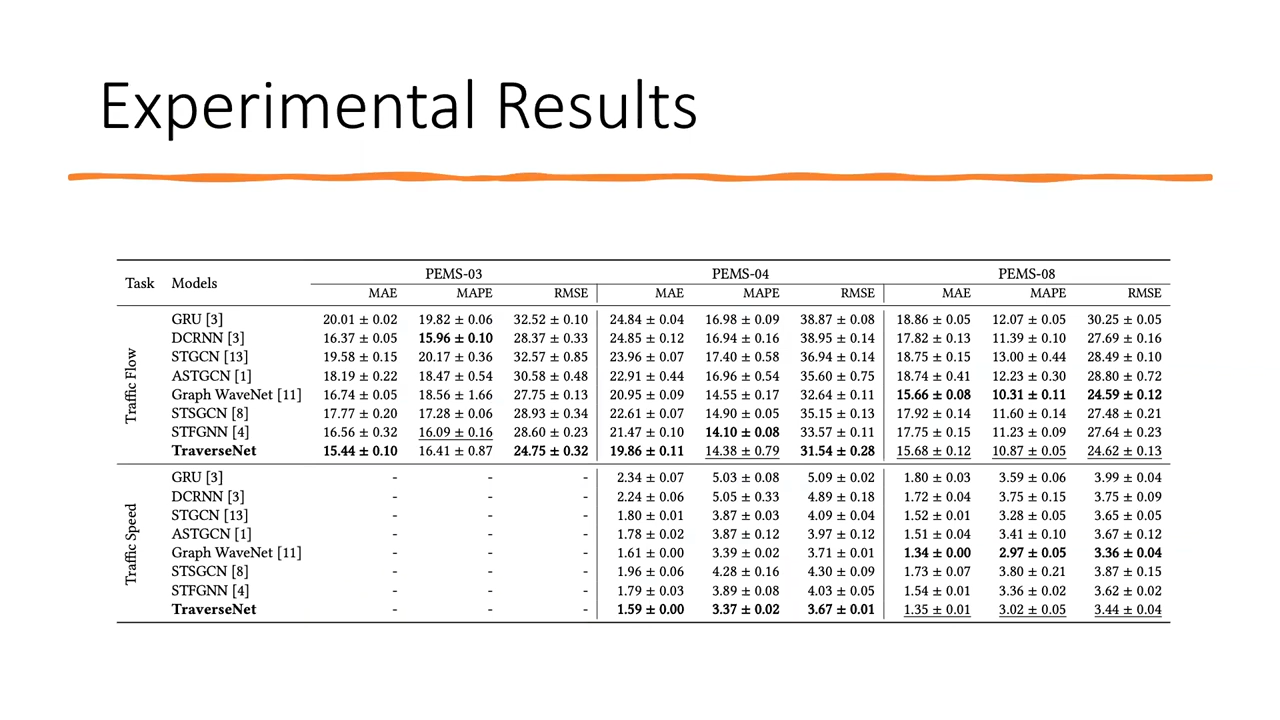 Experimental Results
Task Models PEMS-03 PEMS-04 PEMS-08
MAE MAPE RMSE MAE MAPE RMSE MAE MAPE RMSE
Traffic Flow
GRU [3] 20.01 ± 0.02 19.82 ± 0.06 32.52 ± 0.10 24.84 ± 0.04 16.98 ± 0.09 38.87 ± 0.08 18.86 ± 0.05 12.07 ± 0.05 30.25 ± 0.05
DCRNN [3] 16.37 ± 0.05 15.96 ± 0.10 28.37 ± 0.33 24.85 ± 0.12 16.94 ± 0.16 38.95 ± 0.14 17.82 ± 0.13 11.39 ± 0.10 27.69 ± 0.16
STGCN [13] 19.58 ± 0.15 20.17 ± 0.36 32.57 ± 0.85 23.96 ± 0.07 17.40 ± 0.58 36.94 ± 0.14 18.75 ± 0.15 13.00 ± 0.44 28.49 ± 0.10
ASTGCN [1] 18.19 ± 0.22 18.47 ± 0.54 30.58 ± 0.48 22.91 ± 0.44 16.96 ± 0.54 35.60 ± 0.75 18.74 ± 0.41 12.23 ± 0.30 28.80 ± 0.72
Graph WaveNet [11] 16.74 ± 0.05 18.56 ± 1.66 27.75 ± 0.13 20.95 ± 0.09 14.55 ± 0.17 32.64 ± 0.11 15.66 ± 0.08 10.31 ± 0.11 24.59 ± 0.12
STSGCN [8] 17.77 ± 0.20 17.28 ± 0.06 28.93 ± 0.34 22.61 ± 0.07 14.90 ± 0.05 35.15 ± 0.13 17.92 ± 0.14 11.60 ± 0.14 27.48 ± 0.21
STFGNN [4] 16.56 ± 0.32 16.09 ± 0.16 28.60 ± 0.23 21.47 ± 0.10 14.10 ± 0.08 33.57 ± 0.11 17.75 ± 0.15 11.23 ± 0.09 27.64 ± 0.23
TraverseNet 15.44 ± 0.10 16.41 ± 0.87 24.75 ± 0.32 19.86 ± 0.11 14.38 ± 0.79 31.54 ± 0.28 15.68 ± 0.12 10.87 ± 0.05 24.62 ± 0.13
Traffic Speed
GRU [3] - - - 2.34 ± 0.07 5.03 ± 0.08 5.09 ± 0.02 1.80 ± 0.03 3.59 ± 0.06 3.99 ± 0.04
DCRNN [3] - - - 2.24 ± 0.06 5.05 ± 0.33 4.89 ± 0.18 1.72 ± 0.04 3.75 ± 0.15 3.75 ± 0.09
STGCN [13] - - - 1.80 ± 0.01 3.87 ± 0.03 4.09 ± 0.04 1.52 ± 0.01 3.28 ± 0.05 3.65 ± 0.05
ASTGCN [1] - - - 1.78 ± 0.02 3.87 ± 0.12 3.97 ± 0.12 1.51 ± 0.04 3.41 ± 0.10 3.67 ± 0.12
Graph WaveNet [11] - - - 1.61 ± 0.00 3.39 ± 0.02 3.71 ± 0.01 1.34 ± 0.00 2.97 ± 0.05 3.36 ± 0.04
STSGCN [8] - - - 1.96 ± 0.06 4.28 ± 0.16 4.30 ± 0.09 1.73 ± 0.07 3.80 ± 0.21 3.87 ± 0.15
STFGNN [4] - - - 1.79 ± 0.03 3.89 ± 0.08 4.03 ± 0.05 1.54 ± 0.01 3.36 ± 0.02 3.62 ± 0.02
TraverseNet - - - 1.59 ± 0.00 3.37 ± 0.02 3.67 ± 0.01 1.35 ± 0.01 3.02 ± 0.05 3.44 ± 0.04